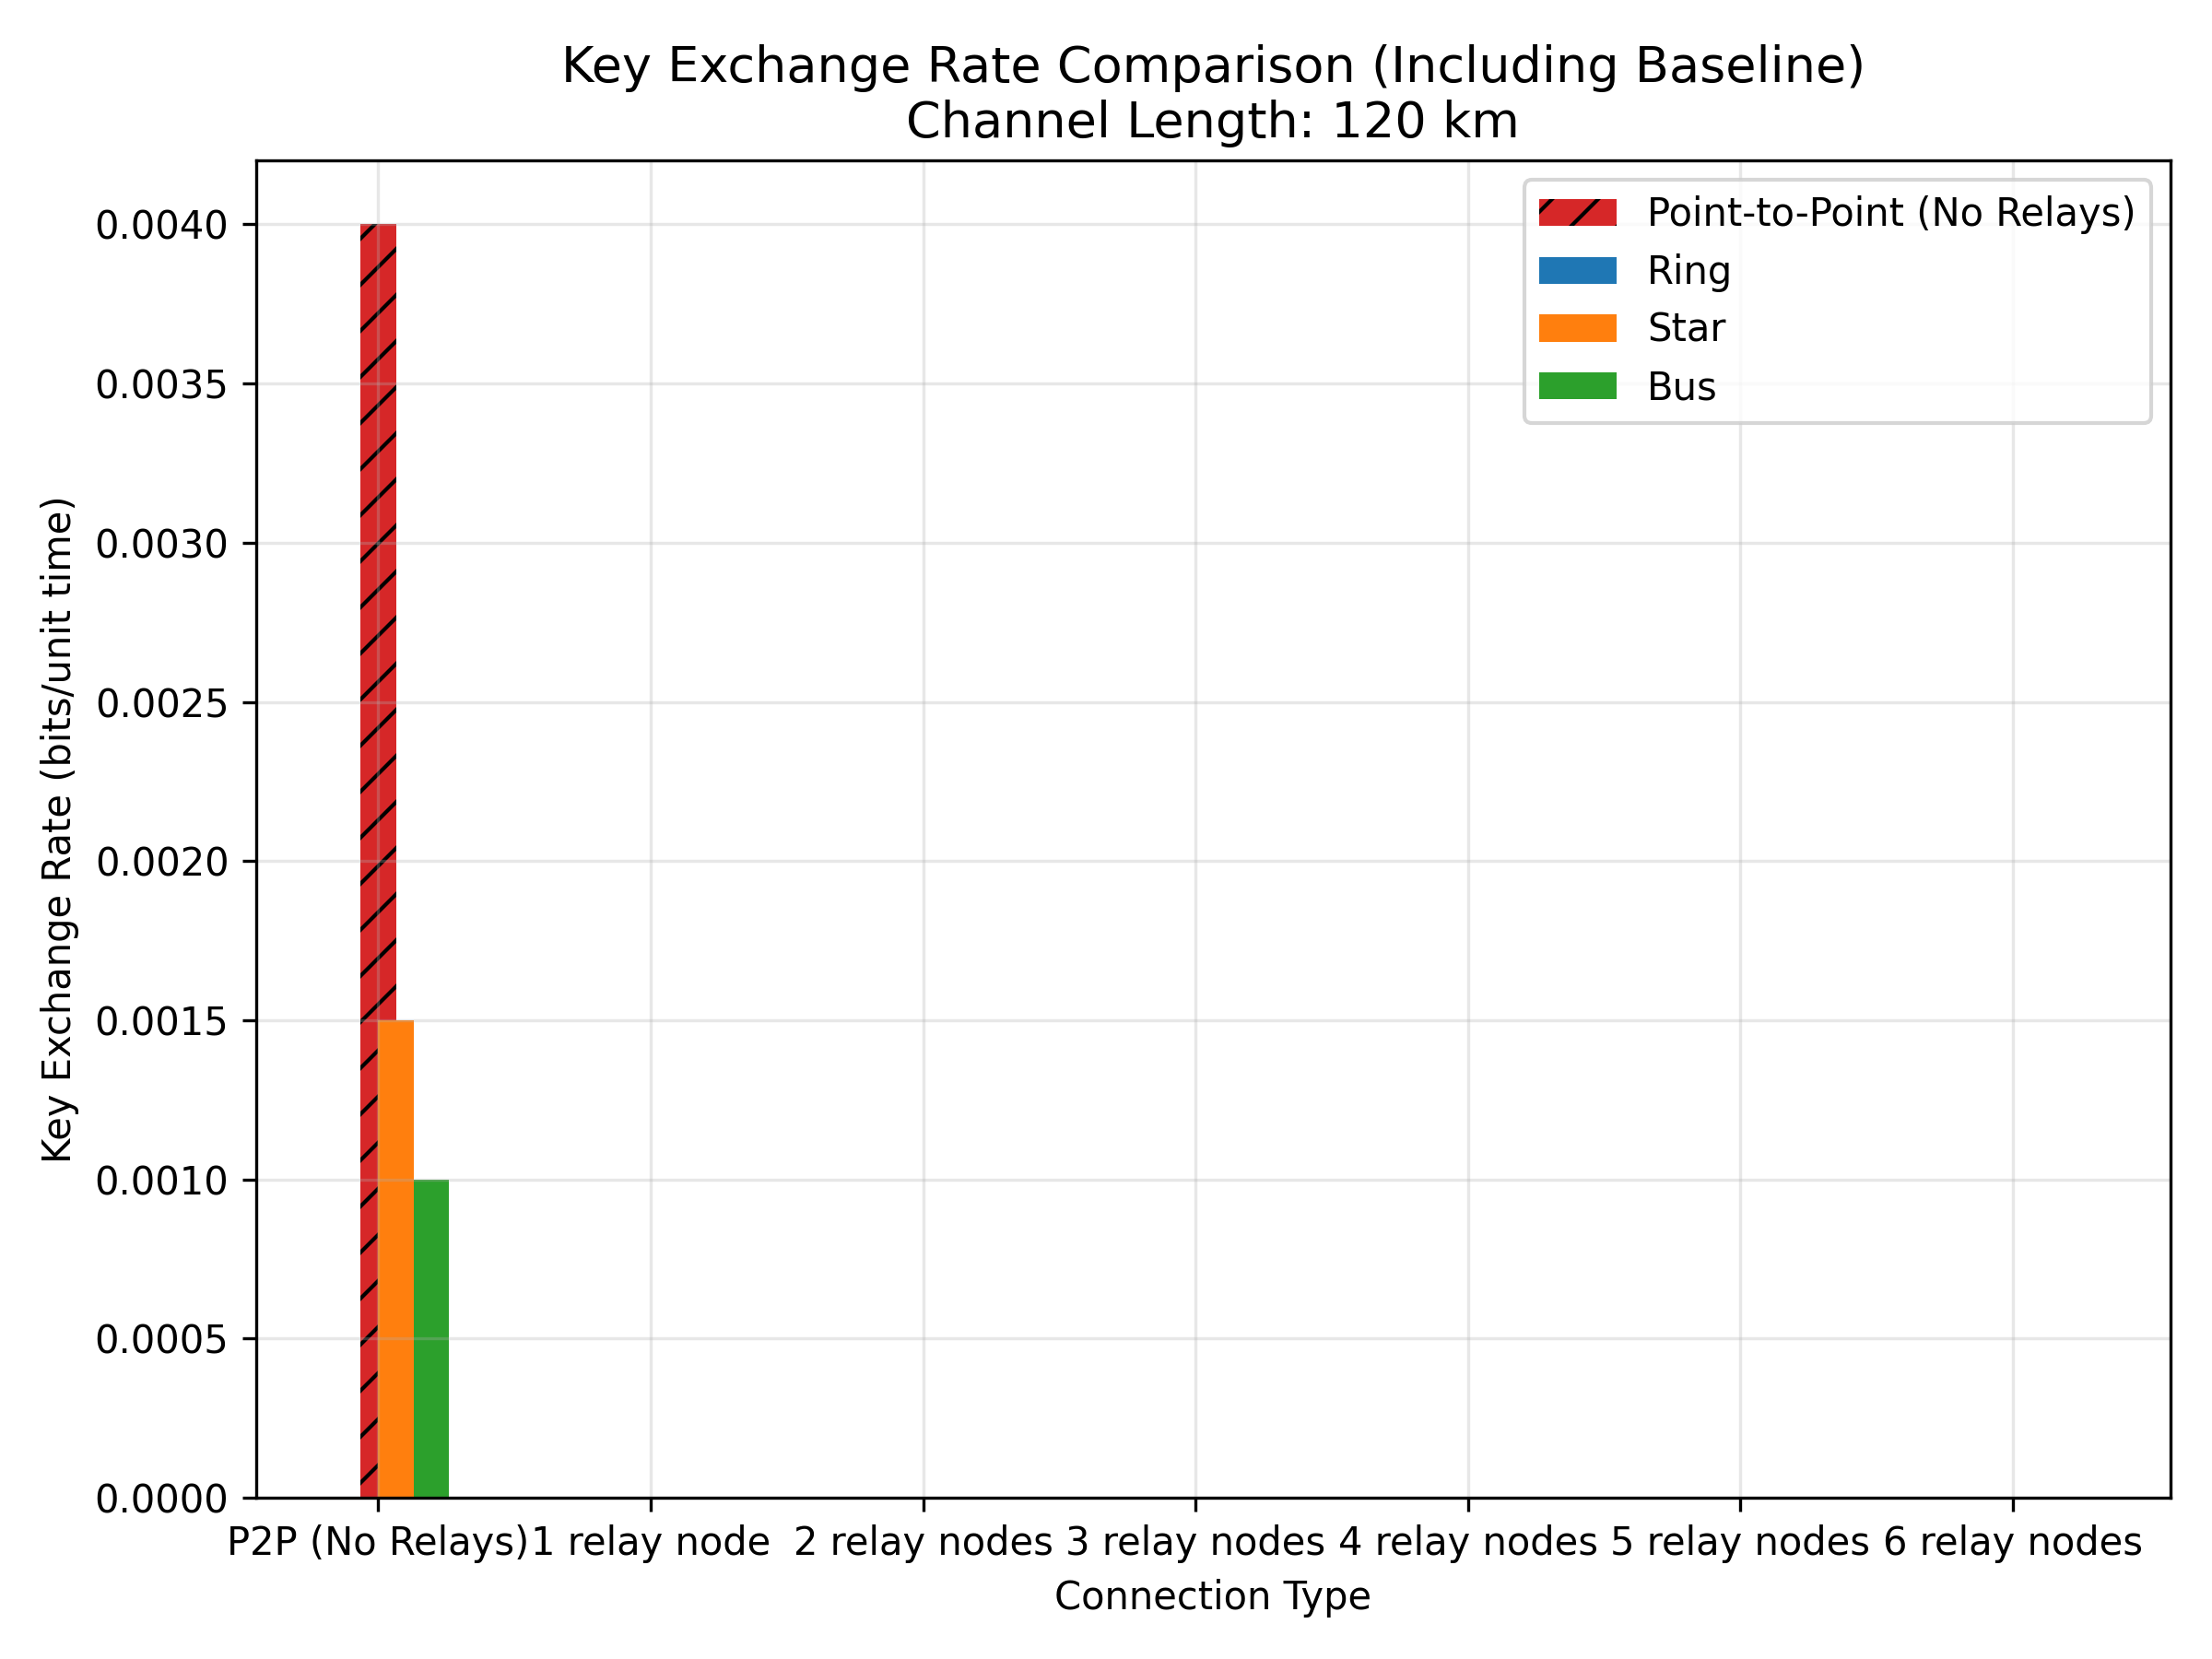 Key Exchange Rate Comparison (Including Baseline)
Channel Length: 120 km
Point-to-Point (No Relays)
Ring
Star
Bus
Key Exchange Rate (bits/unit time)
0.0040
0.0035
0.0030
0.0025
0.0020
0.0015
0.0010
0.0005
0.0000
P2P (No Relays) 1 relay node 2 relay nodes 3 relay nodes 4 relay nodes 5 relay nodes 6 relay nodes
Connection Type